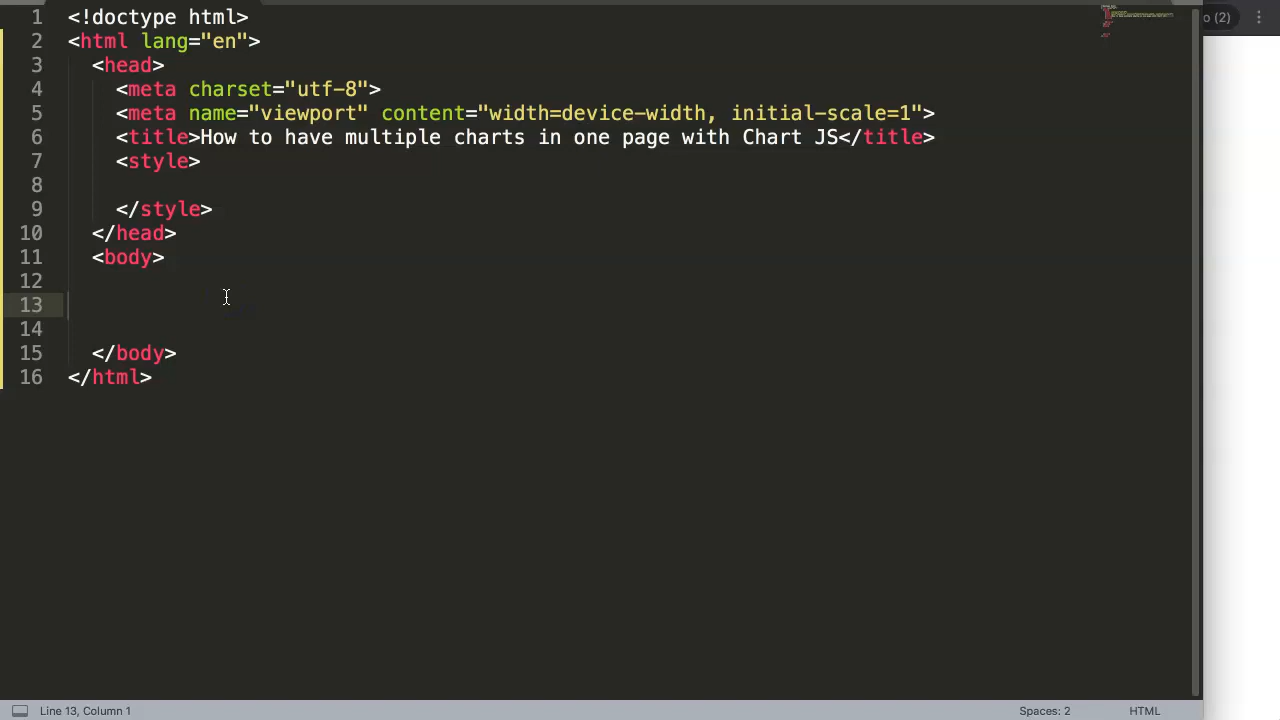 1 <!doctype html>
2 <html lang="en">
3 <head>
4 <meta charset="utf-8">
5 <meta name="viewport" content="width=device-width, initial-scale=1">
6 <title>How to have multiple charts in one page with Chart JS</title>
7 <style>
8
9 </style>
10 </head>
11 <body>
12
13
14
15 </body>
16 </html>
(2)
Line 13, Column 1
Spaces: 2
HTML